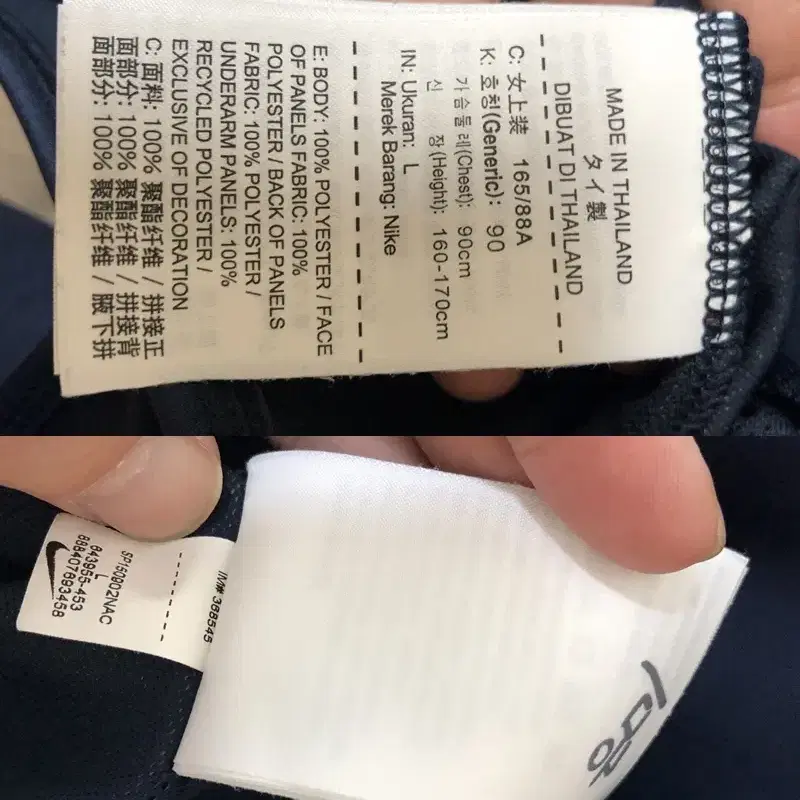 MADE IN THAILAND
タイ製
DIBUAT DI THAILAND
C: 女上装 165/88A
K: 호칭(Generic): 90
가슴둘레(Chest): 90cm
신 장(Height): 160-170cm
IN: Ukuran: L
Merek Barang: Nike
E: BODY: 100% POLYESTER / FACE
OF PANELS FABRIC: 100%
POLYESTER / BACK OF PANELS
FABRIC: 100% POLYESTER /
UNDERARM PANELS: 100%
RECYCLED POLYESTER /
EXCLUSIVE OF DECORATION
C: 面料: 100% 聚酯纤维 / 拼接正
面部分: 100% 聚酯纤维 / 拼接背
面部分: 100% 聚酯纤维 / 腋下拼
IM# 388545
SP150902NAC
L
643955-453
688407693458